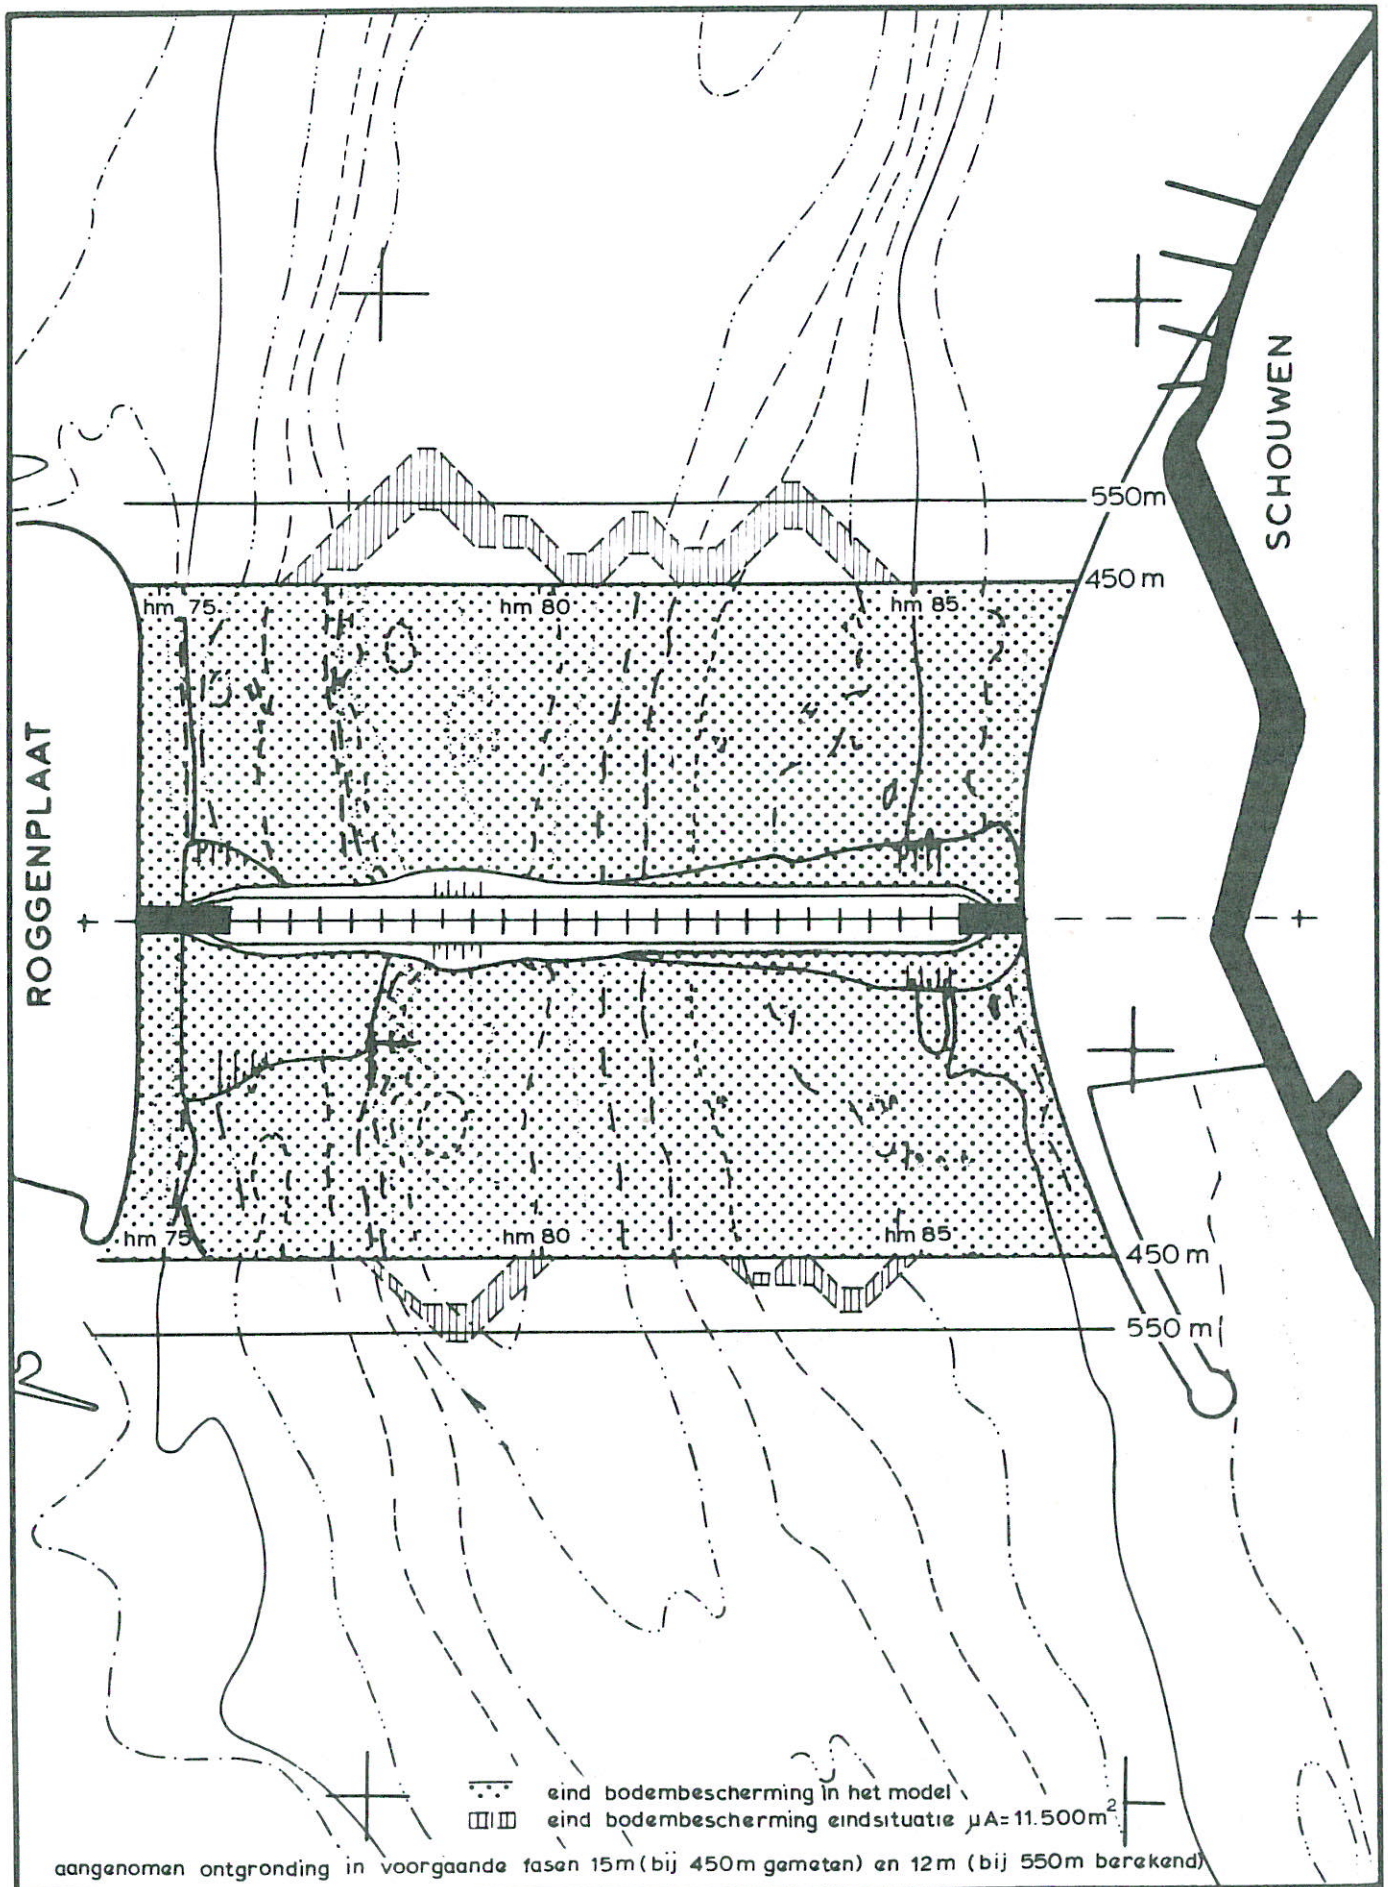 SCHOUWEN
550m
450 m
hm 75
hm 80
hm 85
ROGGENPLAAT
hm 75
hm 80
hm 85
450 m
550 m
eind bodembescherming in het model
eind bodembescherming eindsituatie µA=11.500m²
aangenomen ontgronding in voorgaande fasen 15m (bij 450m gemeten) en 12m (bij 550m berekend)